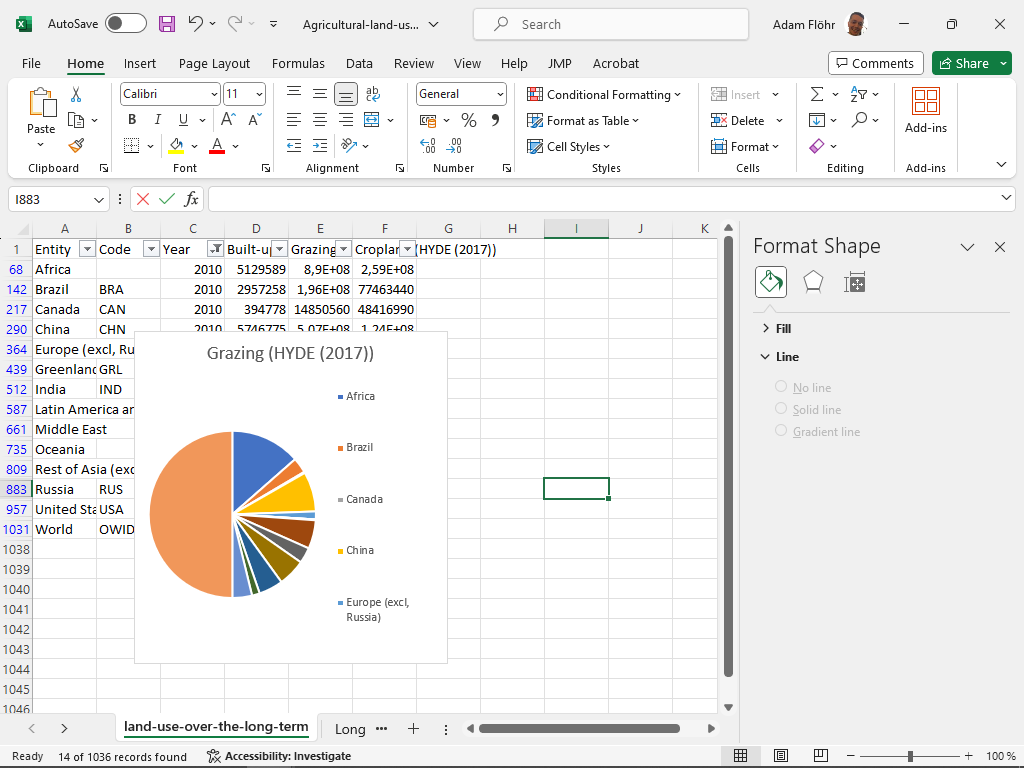 AutoSave
Agricultural-land-us...
Search
Adam Flöhr
File Home Insert Page Layout Formulas Data Review View Help JMP Acrobat
Comments Share
Paste
Clipboard
Calibri 11
B I U A A
A
Font
ab
Alignment
General
%
Number
Conditional Formatting
Format as Table
Cell Styles
Styles
Insert
Delete
Format
Cells
Editing
Add-ins
Add-ins
I883 fx
A B C D E F G H I J K
1 Entity Code Year Built-up Grazing Croplar (HYDE (2017))
68 Africa 2010 5129589 8,9E+08 2,59E+08
142 Brazil BRA 2010 2957258 1,96E+08 77463440
217 Canada CAN 2010 394778 14850560 48416990
290 China CHN 2010 5746775 5,07E+08 1,24E+08
364 Europe (excl, Ru
439 Greenland GRL
512 India IND
587 Latin America an
661 Middle East
735 Oceania
809 Rest of Asia (exc
883 Russia RUS
957 United Sta USA
1031 World OWID
1038
1039
1040
1041
1042
1043
1044
1045
1046
Grazing (HYDE (2017))
Africa
Brazil
Canada
China
Europe (excl,
Russia)
Format Shape
Fill
Line
No line
Solid line
Gradient line
land-use-over-the-long-term Long ...
Ready 14 of 1036 records found Accessibility: Investigate 100 %